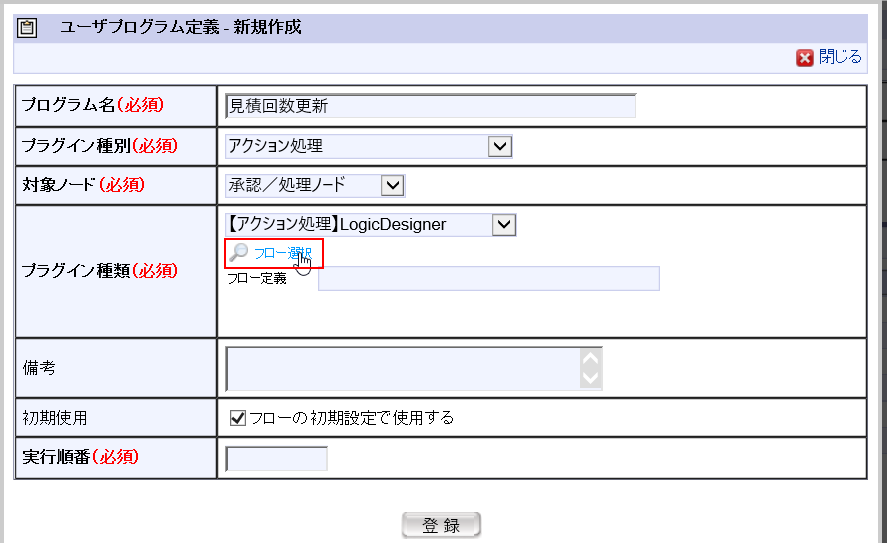 ユーザプログラム定義 - 新規作成
閉じる
プログラム名(必須) 見積回数更新
プラグイン種別(必須) アクション処理
対象ノード(必須) 承認／処理ノード
プラグイン種類(必須) 【アクション処理】LogicDesigner
フロー選択
フロー定義
備考
初期使用 フローの初期設定で使用する
実行順番(必須)
登録